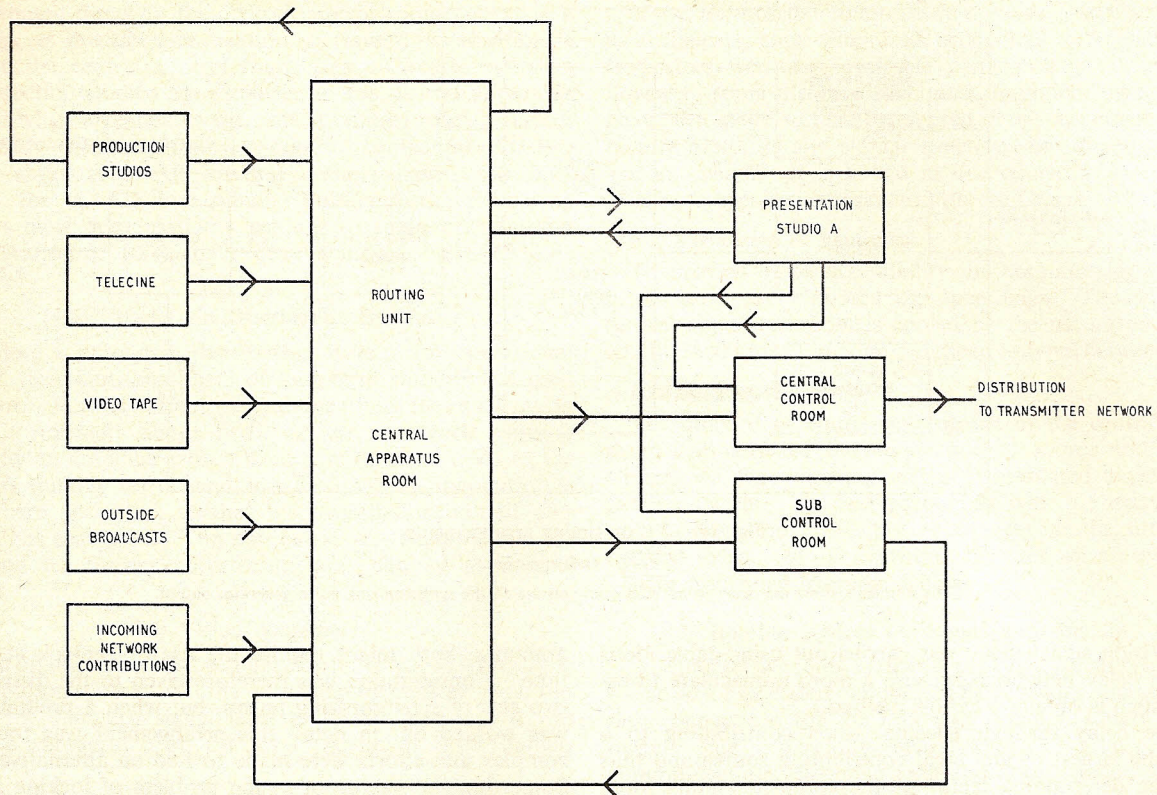 PRODUCTION
STUDIOS
TELECINE
VIDEO TAPE
OUTSIDE
BROADCASTS
INCOMING
NETWORK
CONTRIBUTIONS
ROUTING
UNIT
CENTRAL
APPARATUS
ROOM
PRESENTATION
STUDIO A
CENTRAL
CONTROL
ROOM
SUB
CONTROL
ROOM
DISTRIBUTION
TO TRANSMITTER NETWORK